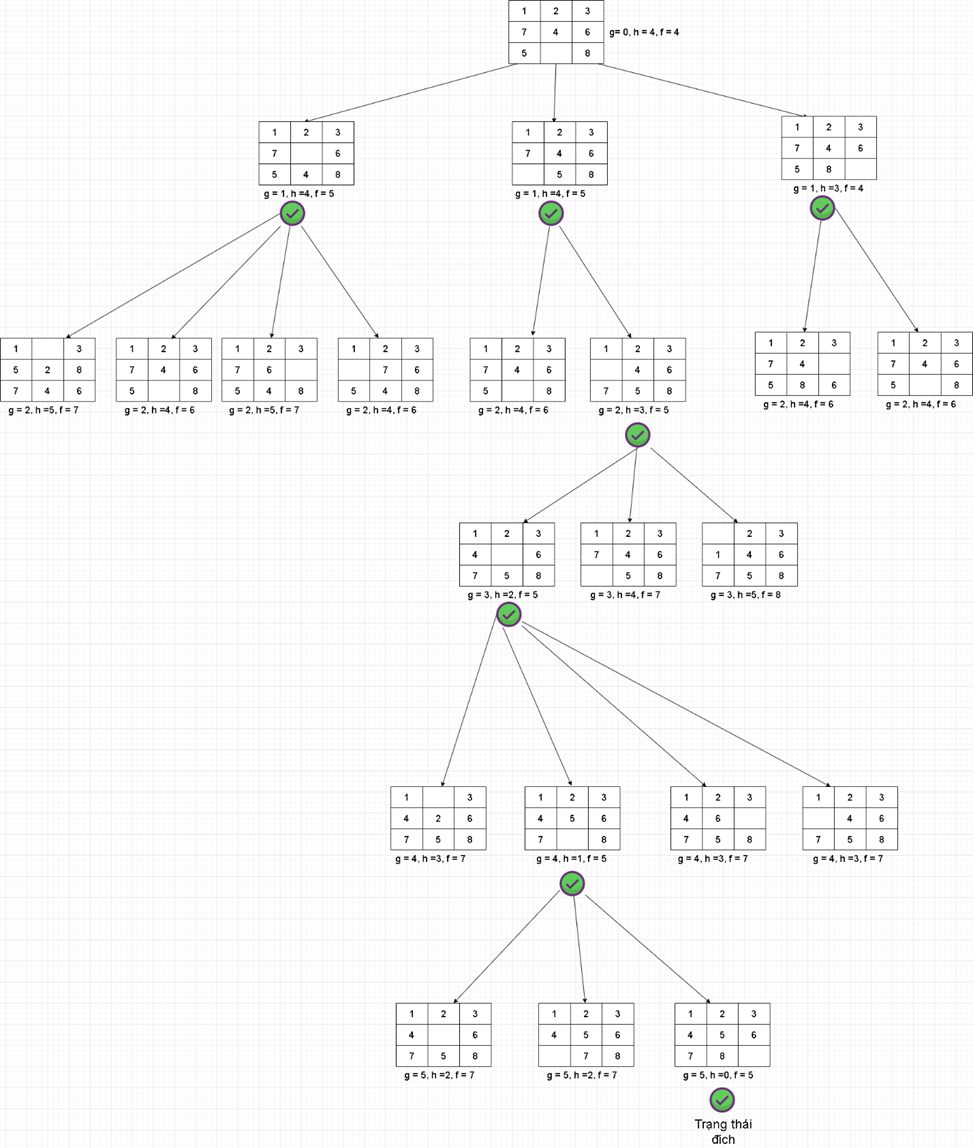 1 2 3
7 4 6
5 8
g= 0, h = 4, f = 4
1 2 3
7 6
5 4 8
g = 1, h =4, f = 5
1 2 3
7 4 6
5 8
g = 1, h =4, f = 5
1 2 3
7 4 6
5 8
g = 1, h =3, f = 4
1 3
5 2 8
7 4 6
g = 2, h =5, f = 7
1 2 3
7 4 6
5 8
g = 2, h =4, f = 6
1 2 3
7 6
5 4 8
g = 2, h =5, f = 7
1 2 3
7 6
5 4 8
g = 2, h =4, f = 6
1 2 3
7 4 6
5 8
g = 2, h =4, f = 6
1 2 3
4 6
7 5 8
g = 2, h =3, f = 5
1 2 3
7 4
5 8 6
g = 2, h =4, f = 6
1 2 3
7 4 6
5 8
g = 2, h =4, f = 6
1 2 3
4 6
7 5 8
g = 3, h =2, f = 5
1 2 3
7 4 6
5 8
g = 3, h =4, f = 7
2 3
1 4 6
7 5 8
g = 3, h =5, f = 8
1 3
4 2 6
7 5 8
g = 4, h =3, f = 7
1 2 3
4 5 6
7 8
g = 4, h =1, f = 5
1 2 3
4 6
7 5 8
g = 4, h =3, f = 7
1 2 3
4 6
7 5 8
g = 4, h =3, f = 7
1 2 3
4 6
7 5 8
g = 5, h =2, f = 7
1 2 3
4 5 6
7 8
g = 5, h =2, f = 7
1 2 3
4 5 6
7 8
g = 5, h =0, f = 5
Trạng thái
đich